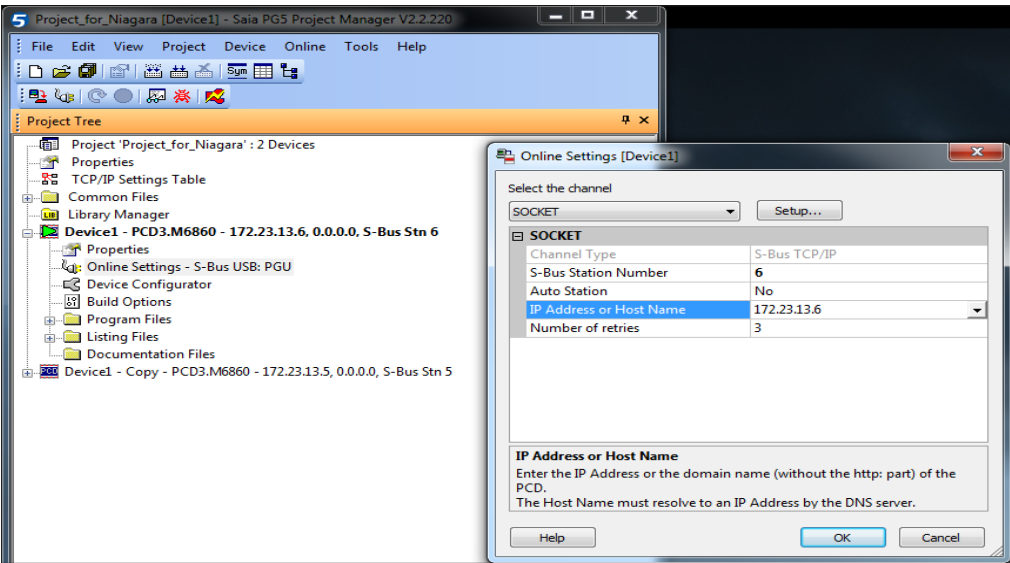 Project_for_Niagara [Device1] - Saia PG5 Project Manager V2.2.220
File Edit View Project Device Online Tools Help
Sym
Project Tree
Project 'Project_for_Niagara' : 2 Devices
Properties
TCP/IP Settings Table
Common Files
Library Manager
Device1 - PCD3.M6860 - 172.23.13.6, 0.0.0.0, S-Bus Stn 6
Properties
Online Settings - S-Bus USB: PGU
Device Configurator
Build Options
Program Files
Listing Files
Documentation Files
Device1 - Copy - PCD3.M6860 - 172.23.13.5, 0.0.0.0, S-Bus Stn 5
Online Settings [Device1]
Select the channel
SOCKET Setup...
SOCKET
Channel Type S-Bus TCP/IP
S-Bus Station Number 6
Auto Station No
IP Address or Host Name 172.23.13.6
Number of retries 3
IP Address or Host Name
Enter the IP Address or the domain name (without the http: part) of the
PCD.
The Host Name must resolve to an IP Address by the DNS server.
Help OK Cancel